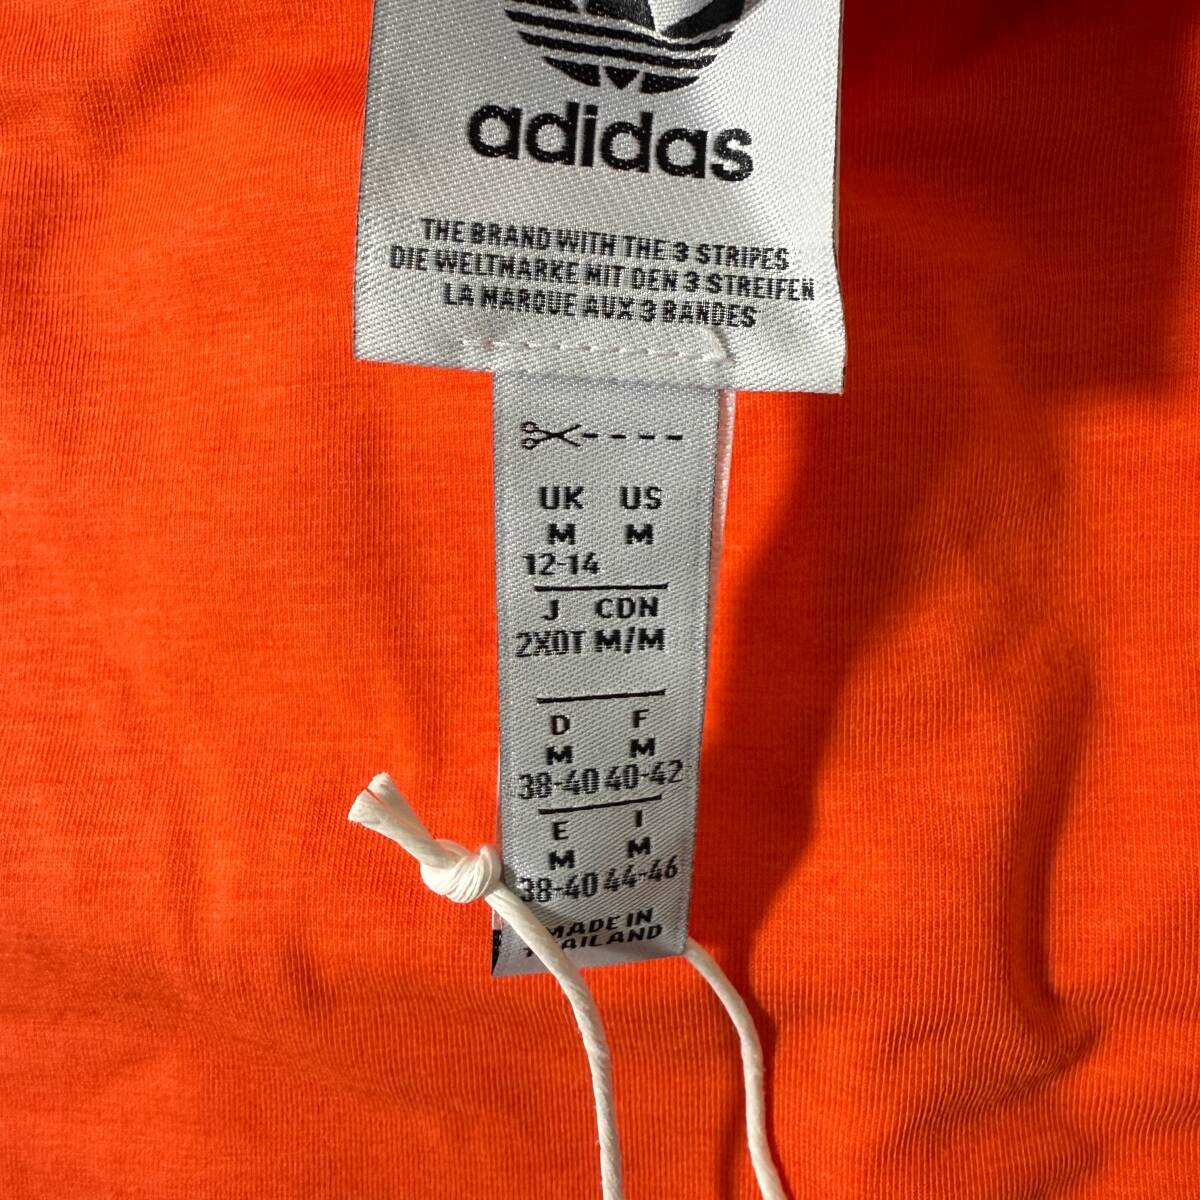 adidas
THE BRAND WITH THE 3 STRIPES
DIE WELTMARKE MIT DEN 3 STREIFEN
LA MARQUE AUX 3 BANDES
UK US
M M
12-14
J CDN
2XOT M/M
D F
M M
38-40 40-42
E I
M M
38-40 44-46
MADE IN
THAILAND